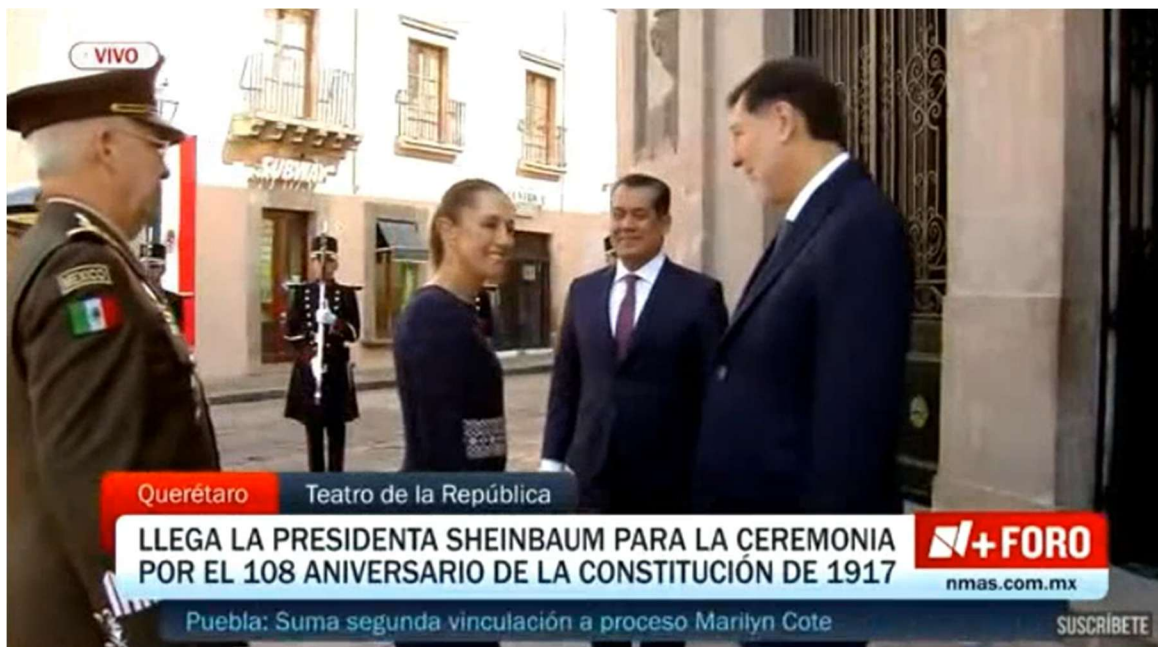 VIVO
SUBWAY
MEXICO
Querétaro
Teatro de la República
LLEGA LA PRESIDENTA SHEINBAUM PARA LA CEREMONIA
POR EL 108 ANIVERSARIO DE LA CONSTITUCIÓN DE 1917
N+FORO
nmas.com.mx
Puebla: Suma segunda vinculación a proceso Marilyn Cote
SUSCRÍBETE